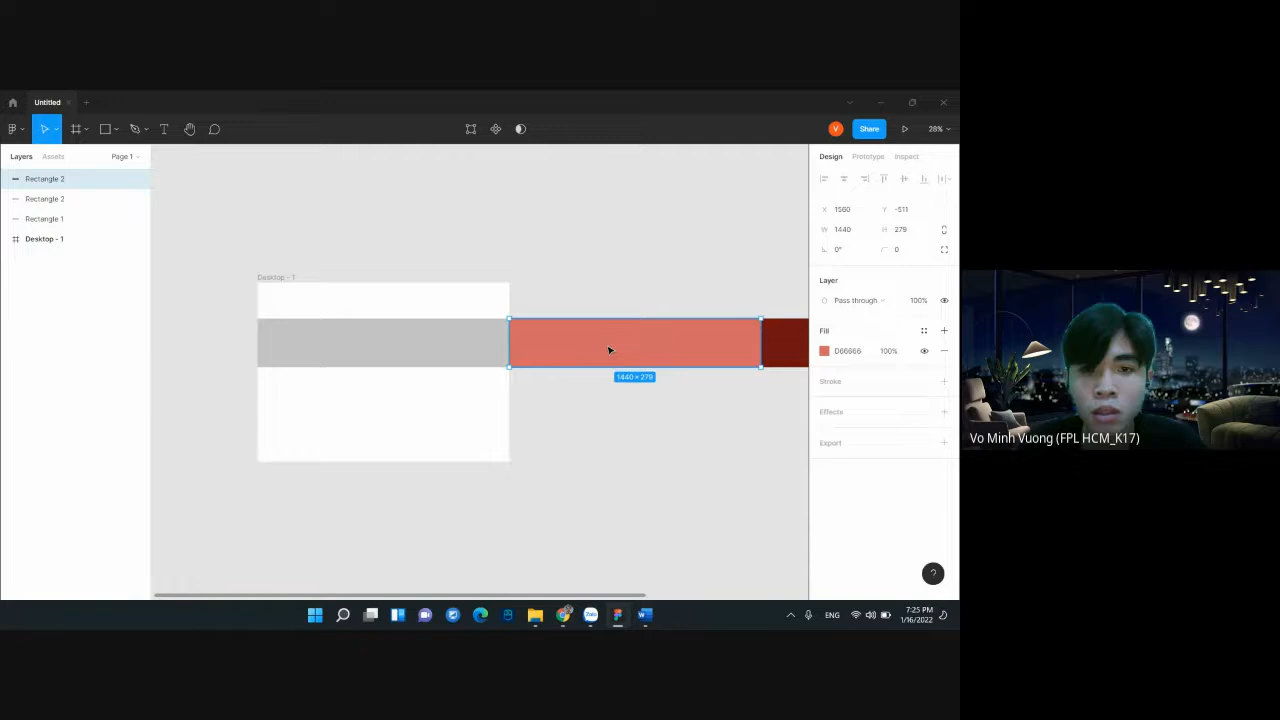 Untitled
V
Share
28%
Layers
Assets
Page 1
Rectangle 2
Rectangle 2
Rectangle 1
Desktop - 1
Desktop - 1
1440 × 279
Design
Prototype
Inspect
X 1560
Y -511
W 1440
H 279
0°
0
Layer
Pass through
100%
Fill
D66666
100%
Stroke
Effects
Export
?
Zalo
ENG
7:25 PM
1/16/2022
Vo Minh Vuong (FPL HCM_K17)